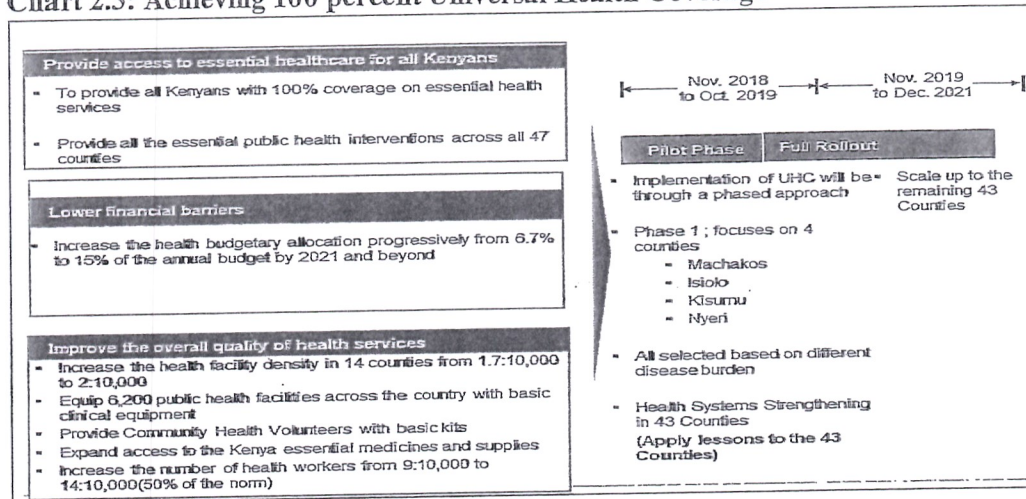 Chart 2.3: Achieving 100 percent Universal Health Coverag
Provide access to essential healthcare for all Kenyans
- To provide all Kenyans with 100% coverage on essential health
services
- Provide all the essential public health interventions across all 47
counties
Lower financial barriers
- Increase the health budgetary allocation progressively from 6.7%
to 15% of the annual budget by 2021 and beyond
Improve the overall quality of health services
- Increase the health facility density in 14 counties from 1.7:10,000
to 2:10,000
- Equip 6,200 public health facilities across the country with basic
clinical equipment
- Provide Community Health Volunteers with basic kits
- Expand access to the Kenya essential medicines and supplies
- Increase the number of health workers from 9:10,000 to
14:10,000(50% of the norm)
Nov. 2018
to Oct. 2019
Nov. 2019
to Dec. 2021
Pilot Phase
Full Rollout
- Implementation of UHC will be
through a phased approach
- Phase 1 ; focuses on 4
counties
- Machakos
- Isiolo
- Kisumu
- Nyeri
- All selected based on different
disease burden
- Health Systems Strengthening
in 43 Counties
(Apply lessons to the 43
Counties)
- Scale up to the
remaining 43
Counties